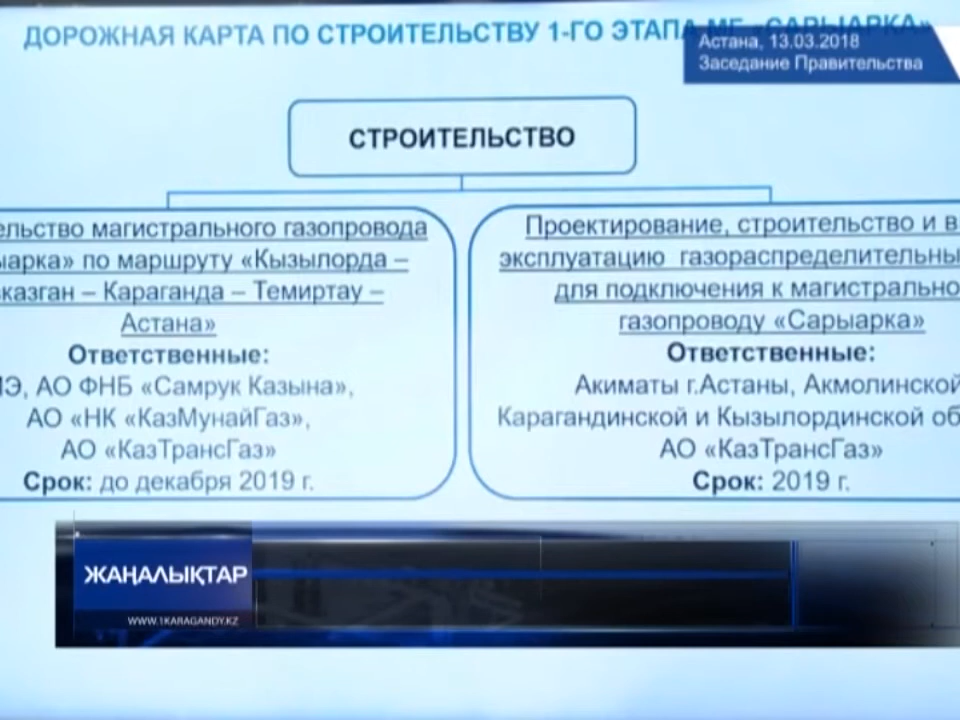 ДОРОЖНАЯ КАРТА ПО СТРОИТЕЛЬСТВУ 1-ГО ЭТАПА МГ «САРЫАРКА»
Астана, 13.03.2018
Заседание Правительства
СТРОИТЕЛЬСТВО
ельство магистрального газопровода
ыарка» по маршруту «Кызылорда –
казган – Караганда – Темиртау –
Астана»
Ответственные:
МЭ, АО ФНБ «Самрук Казына»,
АО «НК «КазМунайГаз»,
АО «КазТрансГаз»
Срок: до декабря 2019 г.
Проектирование, строительство и в
эксплуатацию газораспределительны
для подключения к магистрально
газопроводу «Сарыарка»
Ответственные:
Акиматы г.Астаны, Акмолинской
Карагандинской и Кызылординской об
АО «КазТрансГаз»
Срок: 2019 г.
ЖАҢАЛЫҚТАР
WWW.1KARAGANDY.KZ